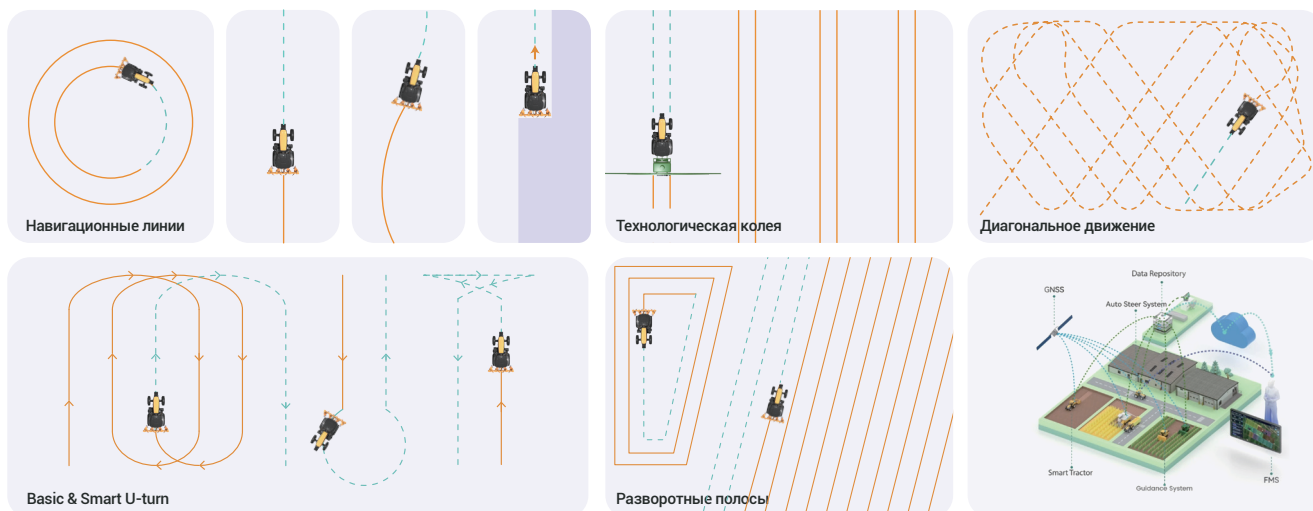 Навигационные линии
Технологическая колея
Диагональное движение
Basic & Smart U-turn
Разворотные полосы
Data Repository
GNSS
Auto Steer System
Smart Tractor
FMS
Guidance System